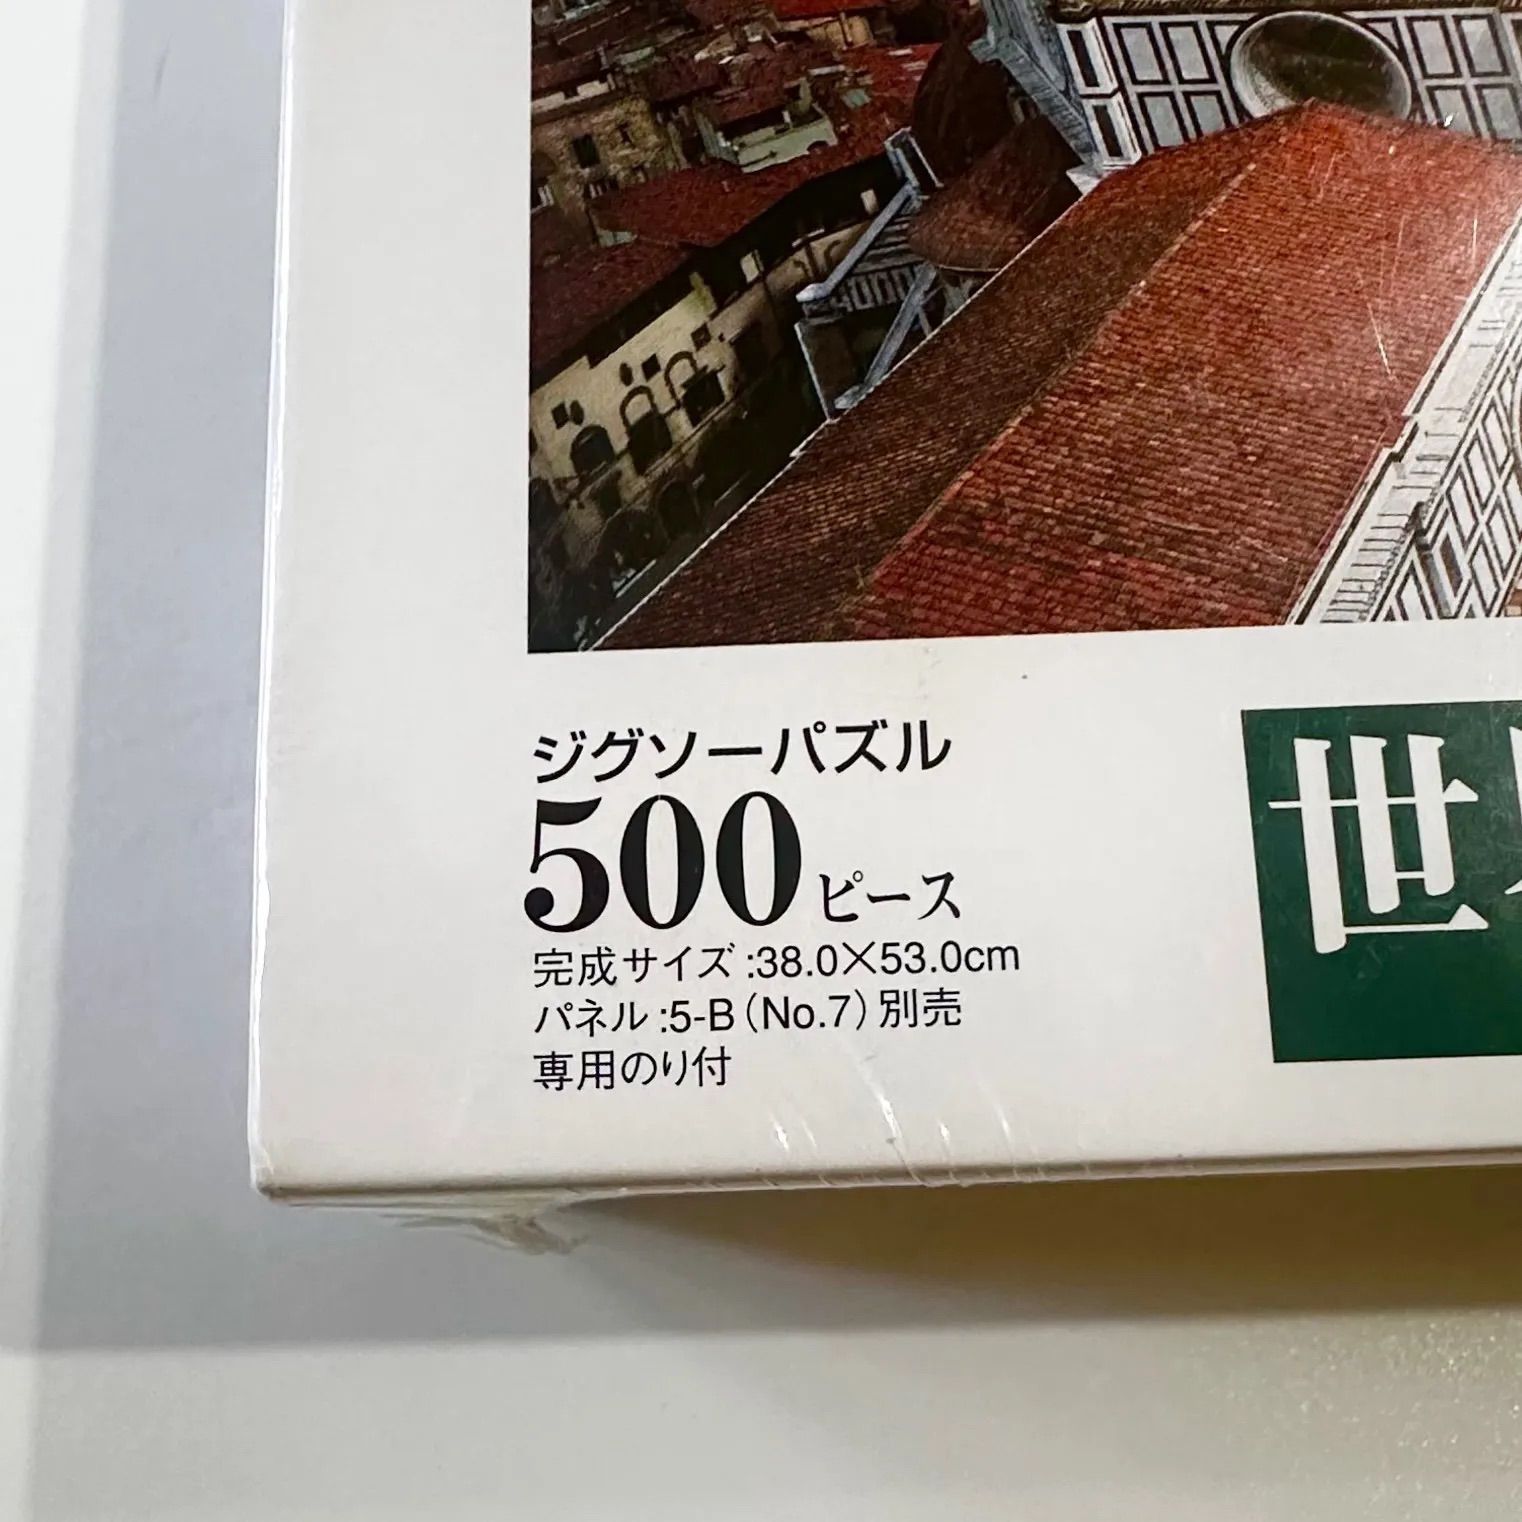 ジグソーパズル
500ピース
完成サイズ:38.0×53.0cm
パネル:5-B(No.7)別売
専用のり付
世